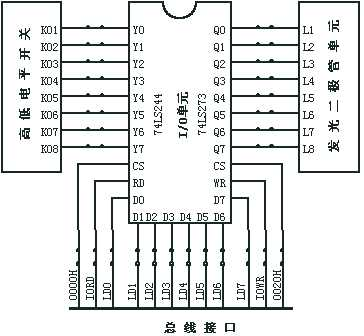 高低电平开关
KO1
KO2
KO3
KO4
KO5
KO6
KO7
KO8
Y0
Y1
Y2
Y3
Y4
Y5
Y6
Y7
CS
RD
D0
74LS244
I/O单元
74LS273
Q0
Q1
Q2
Q3
Q4
Q5
Q6
Q7
CS
WR
D7
D1 D2 D3 D4 D5 D6
L1
L2
L3
L4
L5
L6
L7
L8
发光二极管单元
0000H
IORD
LD0
LD1
LD2
LD3
LD4
LD5
LD6
LD7
IOWR
0020H
总线接口